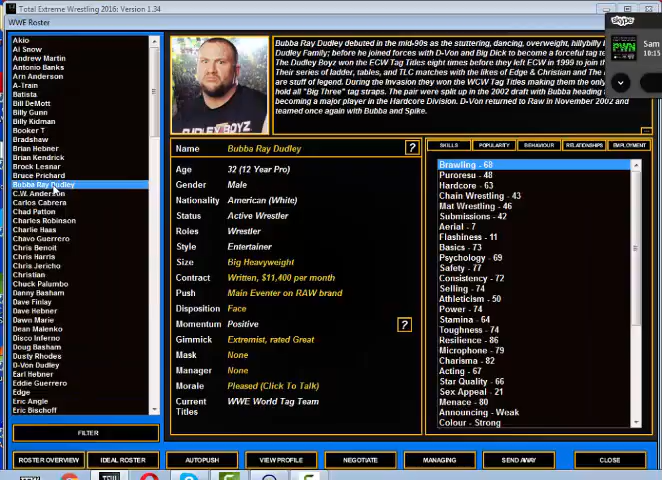 Total Extreme Wrestling 2016: Version 1.34
WWE Roster
Akio
Al Snow
Andrew Martin
Antonio Banks
Arn Anderson
A-Train
Batista
Bill DeMott
Billy Gunn
Billy Kidman
Booker T
Bradshaw
Brian Hebner
Brian Kendrick
Brock Lesnar
Bruce Prichard
Bubba Ray Dudley
C.W. Anderson
Carlos Cabrera
Chad Patton
Charles Robinson
Charlie Haas
Chavo Guerrero
Chris Benoit
Chris Harris
Chris Jericho
Christian
Chuck Palumbo
Danny Basham
Dave Finlay
Dave Hebner
Dawn Marie
Dean Malenko
Disco Inferno
Doug Basham
Dusty Rhodes
D-Von Dudley
Earl Hebner
Eddie Guerrero
Edge
Eric Angle
Eric Bischoff
FILTER
DUDLEY BOYZ
Bubba Ray Dudley debuted in the mid-90s as the stuttering, dancing, overweight, hillbilly
Dudley Family; before he joined forces with D-Von and Big Dick to become a forceful tag
The Dudley Boyz won the ECW Tag Titles eight times before they left ECW in 1999 to join th
Their series of ladder, tables, and TLC matches with the likes of Edge & Christian and The
are stuff of legend. During the Invasion they won the WCW Tag Titles making them the only
hold all "Big Three" tag straps. The pair were split up in the 2002 draft with Bubba heading
becoming a major player in the Hardcore Division. D-Von returned to Raw in November 2002 and
teamed once again with Bubba and Spike.
skype
PWN
Sam
10:15
Name Bubba Ray Dudley ?
Age 32 (12 Year Pro)
Gender Male
Nationality American (White)
Status Active Wrestler
Roles Wrestler
Style Entertainer
Size Big Heavyweight
Contract Written, $11,400 per month
Push Main Eventer on RAW brand
Disposition Face
Momentum Positive ?
Gimmick Extremist, rated Great
Mask None
Manager None
Morale Pleased (Click To Talk)
Current Titles WWE World Tag Team
SKILLS POPULARITY BEHAVIOUR RELATIONSHIPS EMPLOYMENT
Brawling - 68
Puroresu - 48
Hardcore - 63
Chain Wrestling - 43
Mat Wrestling - 46
Submissions - 42
Aerial - 7
Flashiness - 11
Basics - 73
Psychology - 69
Safety - 77
Consistency - 72
Selling - 74
Athleticism - 50
Power - 74
Stamina - 64
Toughness - 74
Resilience - 86
Microphone - 79
Charisma - 82
Acting - 67
Star Quality - 66
Sex Appeal - 21
Menace - 80
Announcing - Weak
Colour - Strong
ROSTER OVERVIEW IDEAL ROSTER AUTOPUSH VIEW PROFILE NEGOTIATE MANAGING SEND AWAY CLOSE